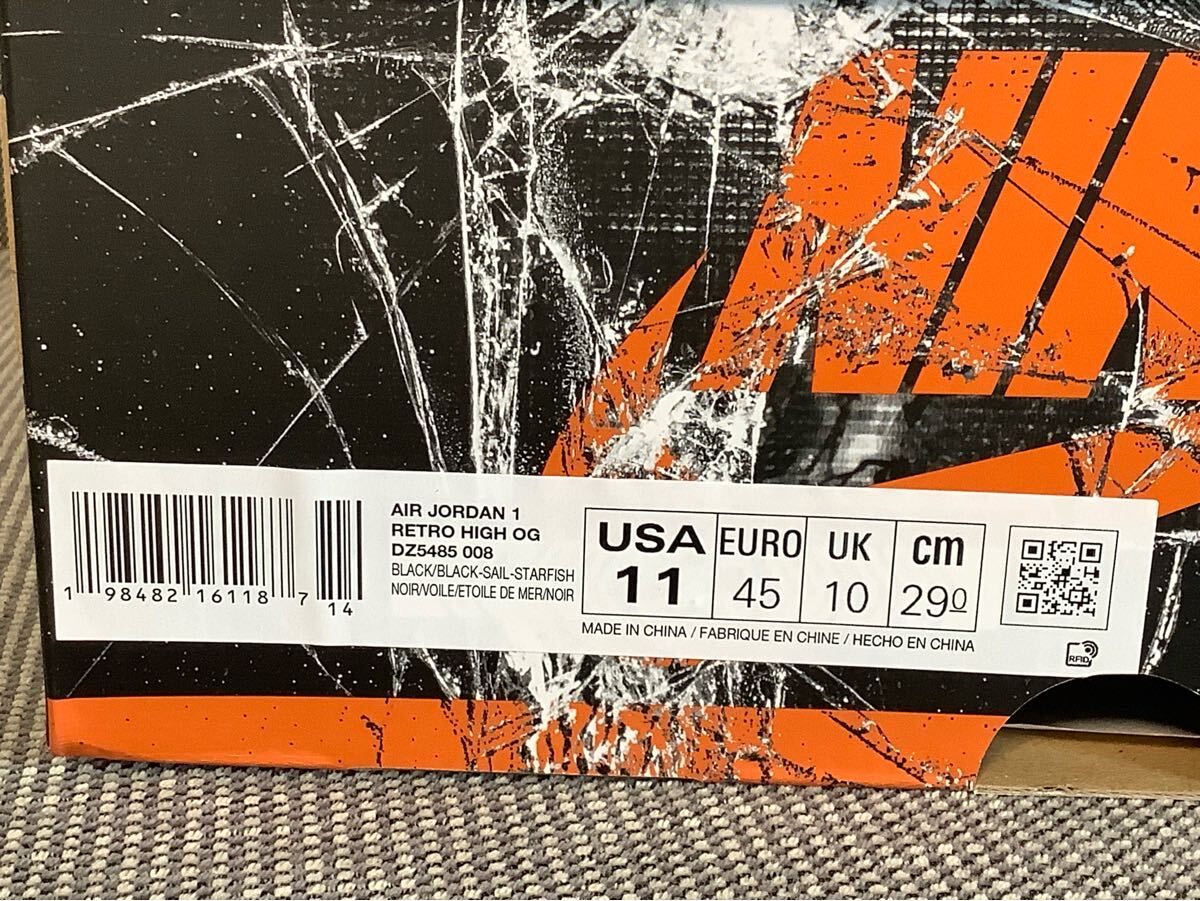 AIR JORDAN 1
RETRO HIGH OG
DZ5485 008
BLACK/BLACK-SAIL-STARFISH
NOIR/VOILE/ETOILE DE MER/NOIR
1 98482 16118 7 14
USA EURO UK cm
11 45 10 290
MADE IN CHINA / FABRIQUE EN CHINE / HECHO EN CHINA
RFID